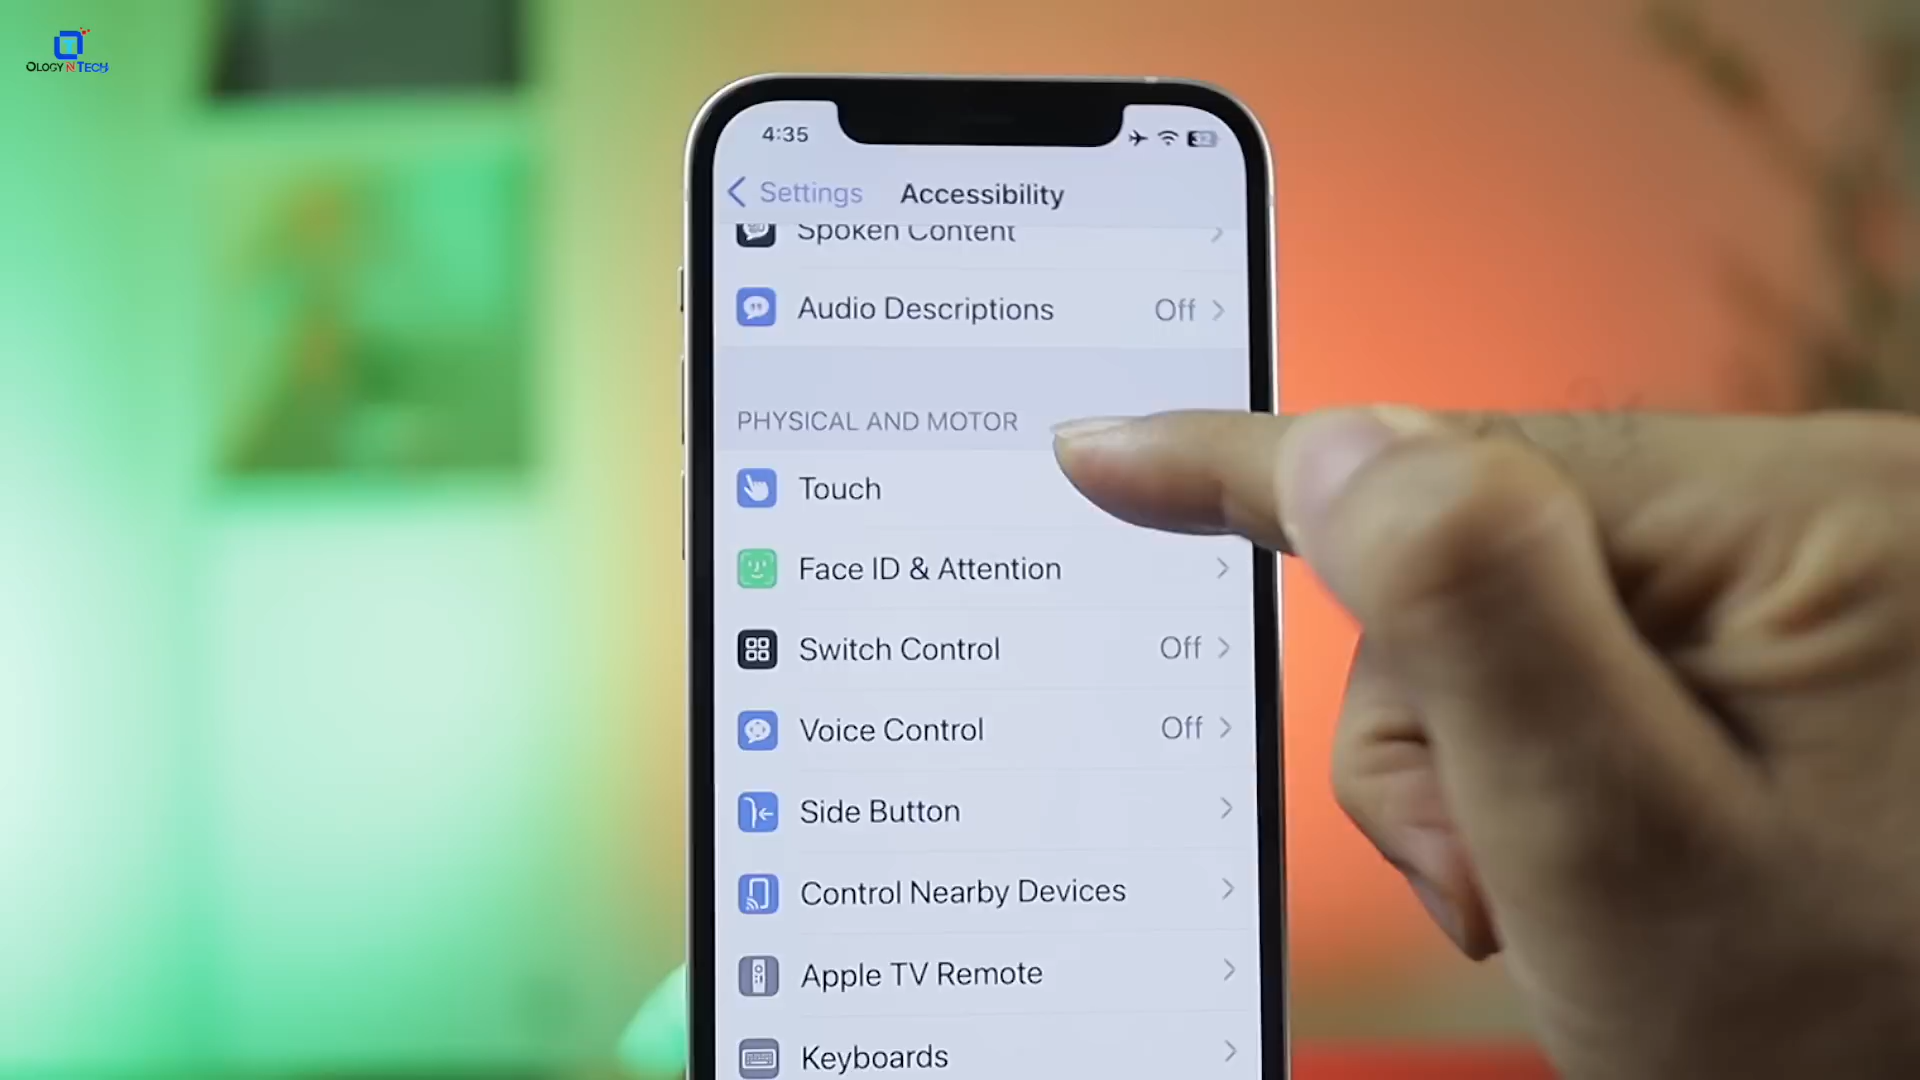 OLOGY N TECH
4:35
32
Settings
Accessibility
Spoken Content
Audio Descriptions Off
PHYSICAL AND MOTOR
Touch
Face ID & Attention
Switch Control Off
Voice Control Off
Side Button
Control Nearby Devices
Apple TV Remote
Keyboards